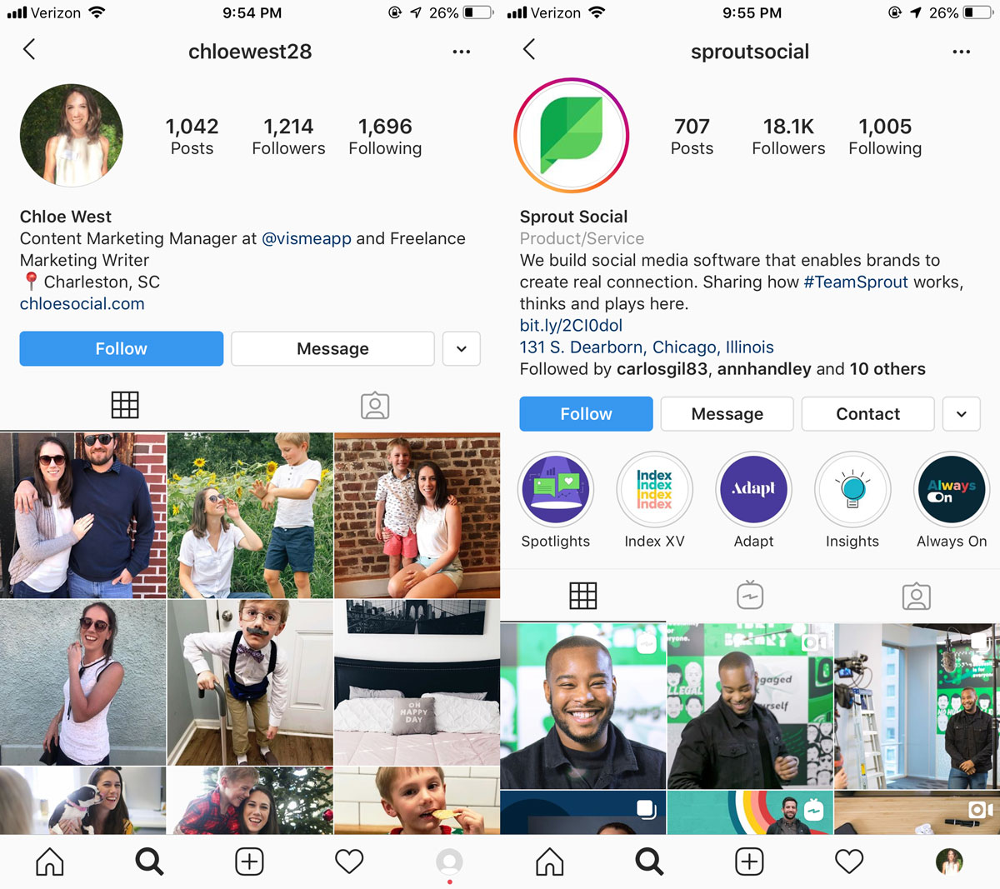 Verizon 9:54 PM 26%
chloewest28
1,042 1,214 1,696
Posts Followers Following
Chloe West
Content Marketing Manager at @vismeapp and Freelance
Marketing Writer
📍 Charleston, SC
chloesocial.com
Follow Message
OH
HAPPY
DAY
Verizon 9:55 PM 26%
sproutsocial
707 18.1K 1,005
Posts Followers Following
Sprout Social
Product/Service
We build social media software that enables brands to
create real connection. Sharing how #TeamSprout works,
thinks and plays here.
bit.ly/2CI0dol
131 S. Dearborn, Chicago, Illinois
Followed by carlosgil83, annhandley and 10 others
Follow Message Contact
Index
Index
Index
Index
Adapt
Always
On
Spotlights Index XV Adapt Insights Always On